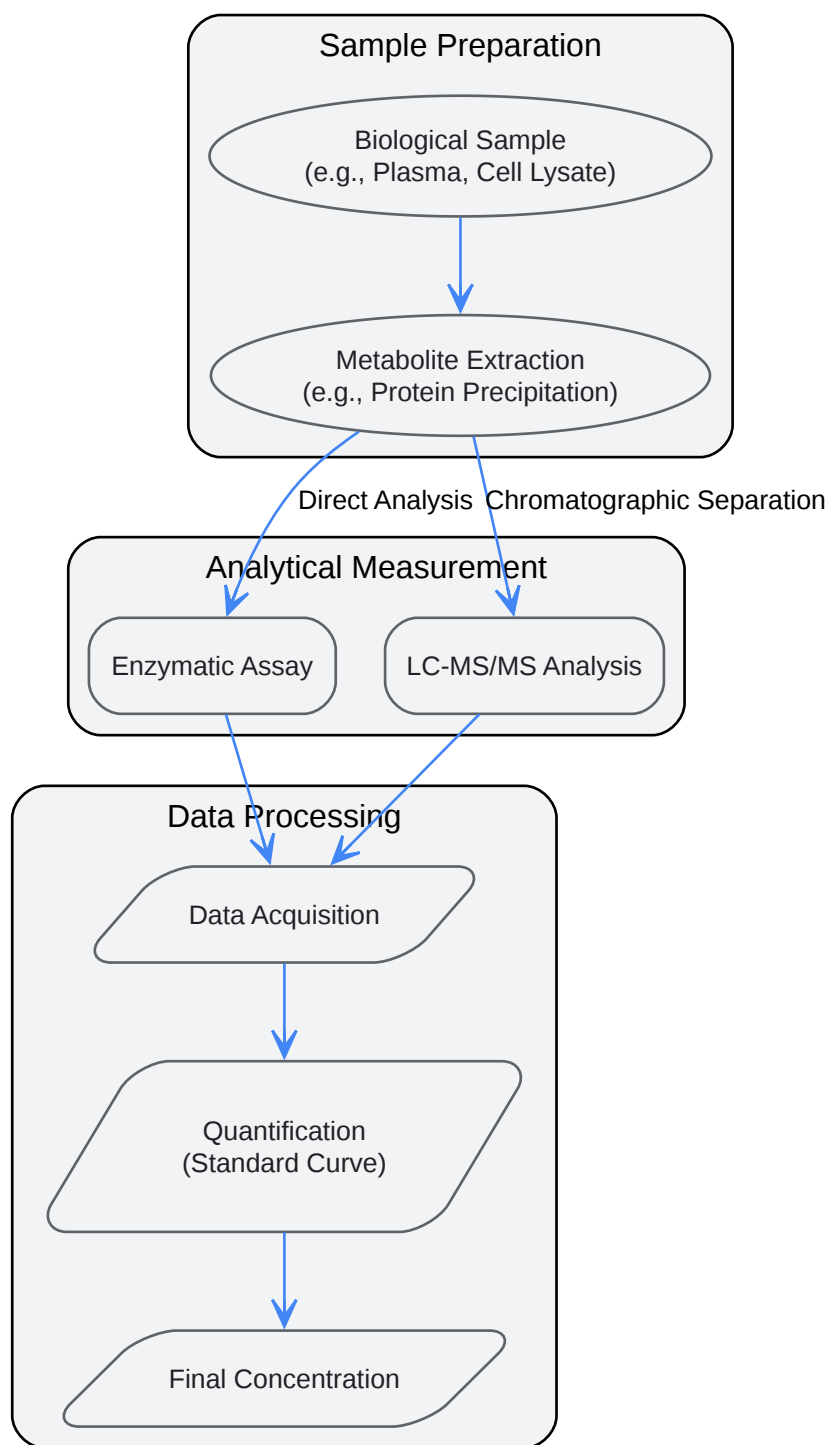 Sample Preparation
Biological Sample
(e.g., Plasma, Cell Lysate)
Metabolite Extraction
(e.g., Protein Precipitation)
Direct Analysis
Chromatographic Separation
Analytical Measurement
Enzymatic Assay
LC-MS/MS Analysis
Data Processing
Data Acquisition
Quantification
(Standard Curve)
Final Concentration